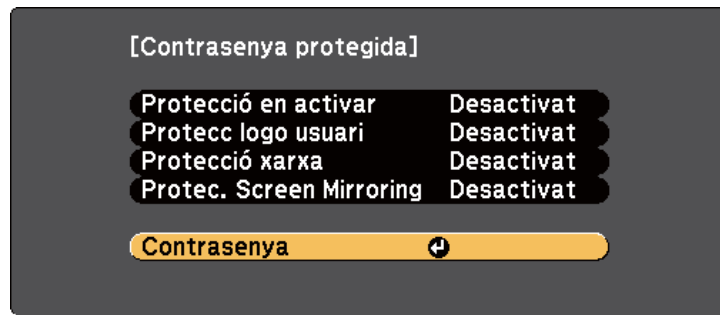 [Contrasenya protegida]
Protecció en activar Desactivat
Protecc logo usuari Desactivat
Protecció xarxa Desactivat
Protec. Screen Mirroring Desactivat
Contrasenya